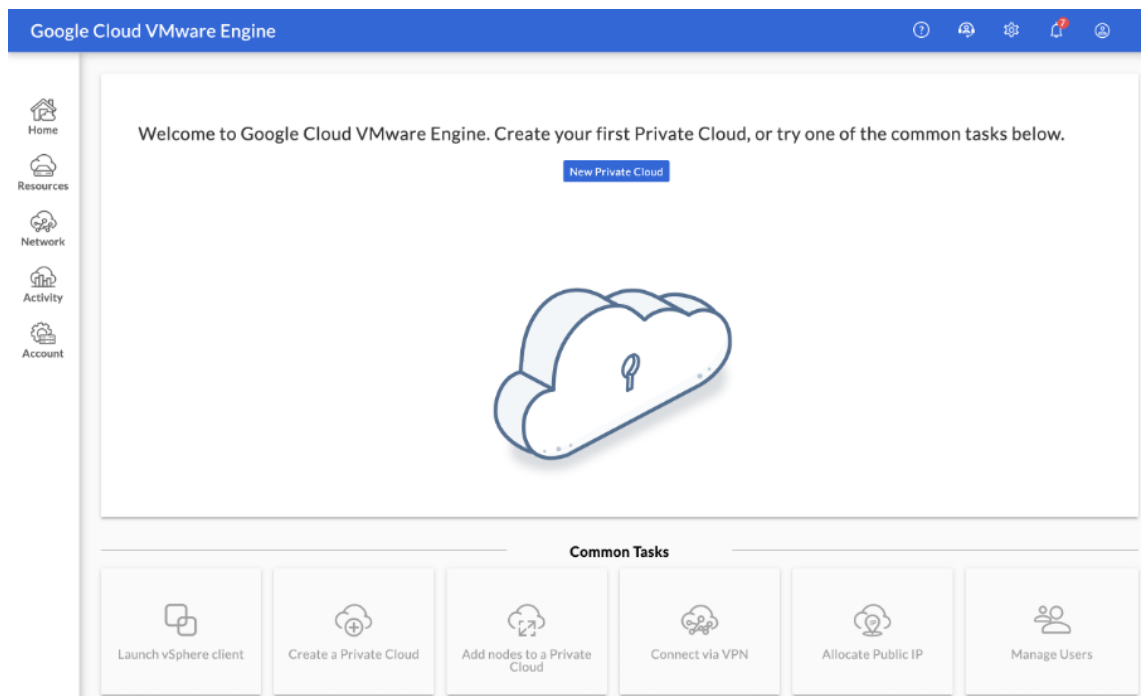 Google Cloud VMware Engine
7
Home
Resources
Network
Activity
Account
Welcome to Google Cloud VMware Engine. Create your first Private Cloud, or try one of the common tasks below.
New Private Cloud
Common Tasks
Launch vSphere client
Create a Private Cloud
Add nodes to a Private
Cloud
Connect via VPN
Allocate Public IP
Manage Users